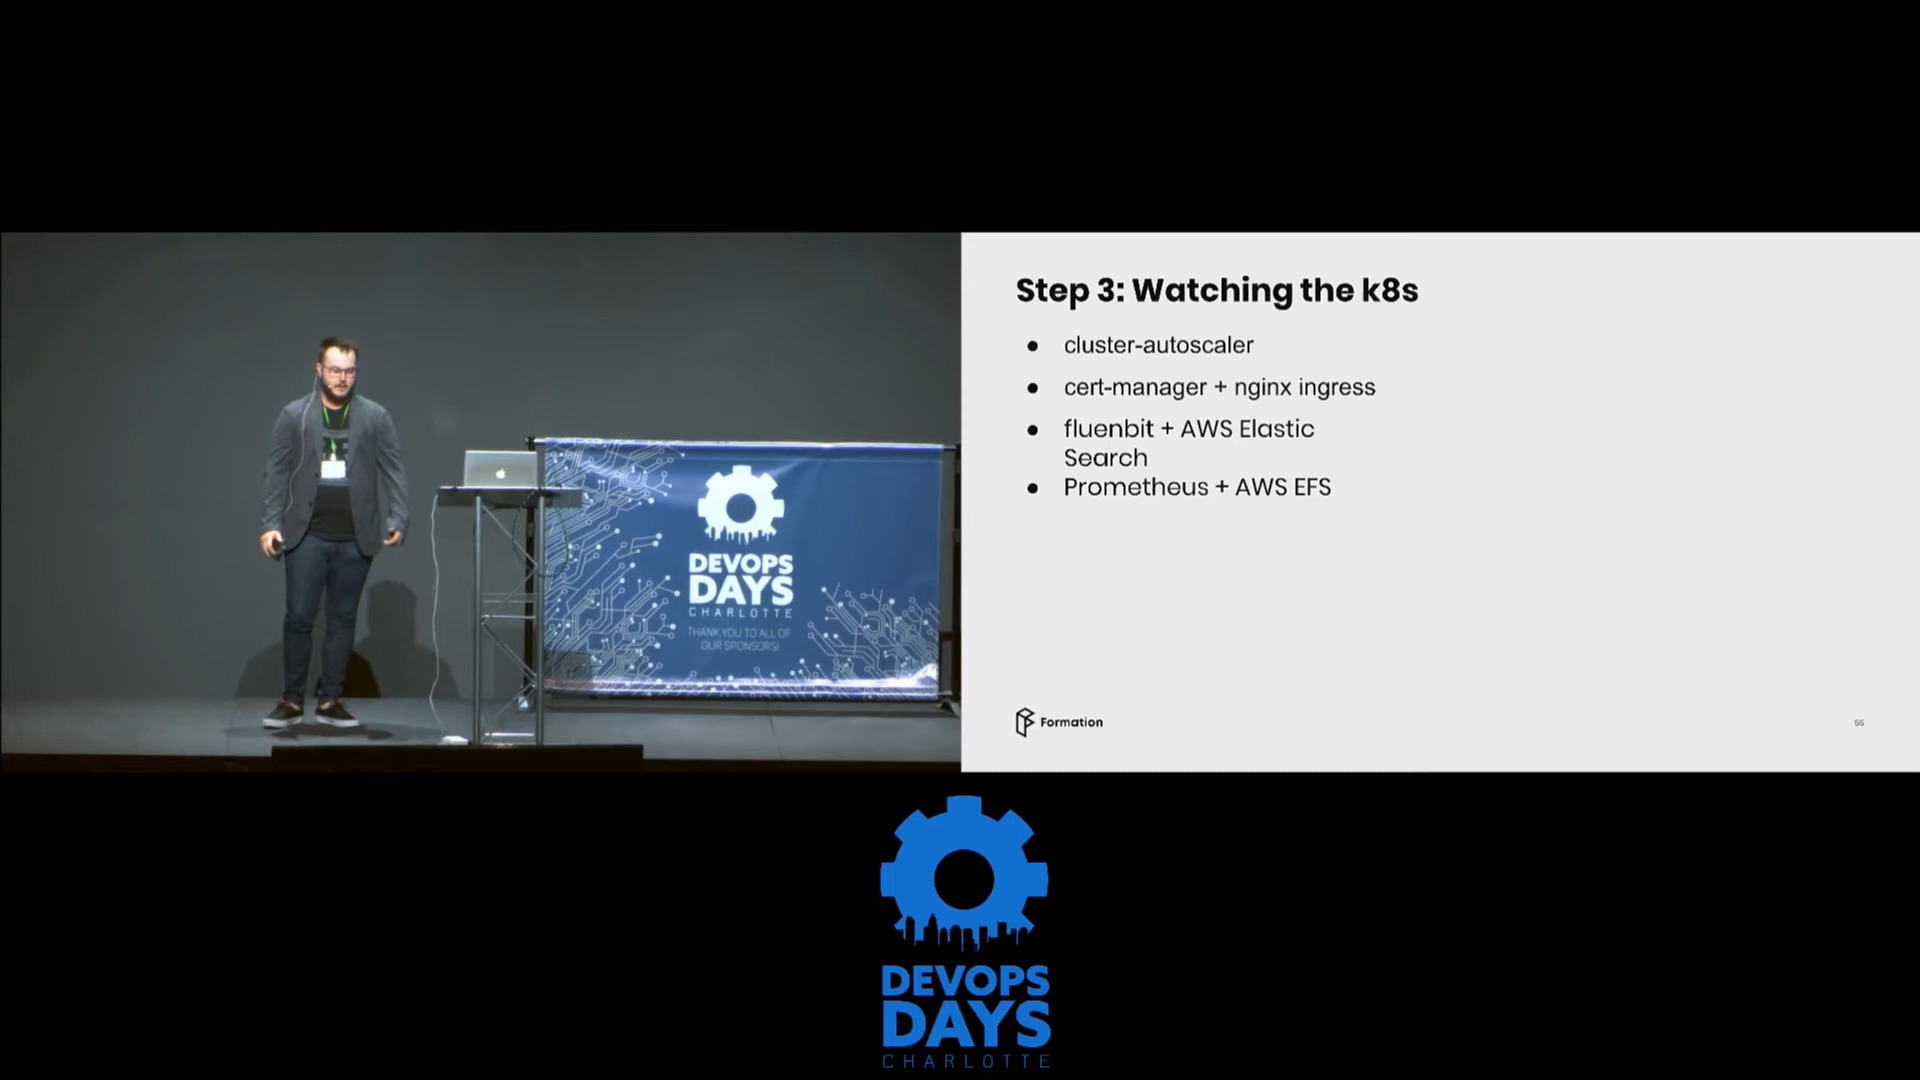 Step 3: Watching the k8s
cluster-autoscaler
cert-manager + nginx ingress
fluenbit + AWS Elastic
Search
Prometheus + AWS EFS
Formation
DEVOPS
DAYS
CHARLOTTE
THANK YOU TO ALL OF
OUR SPONSORS!
DEVOPS
DAYS
CHARLOTTE